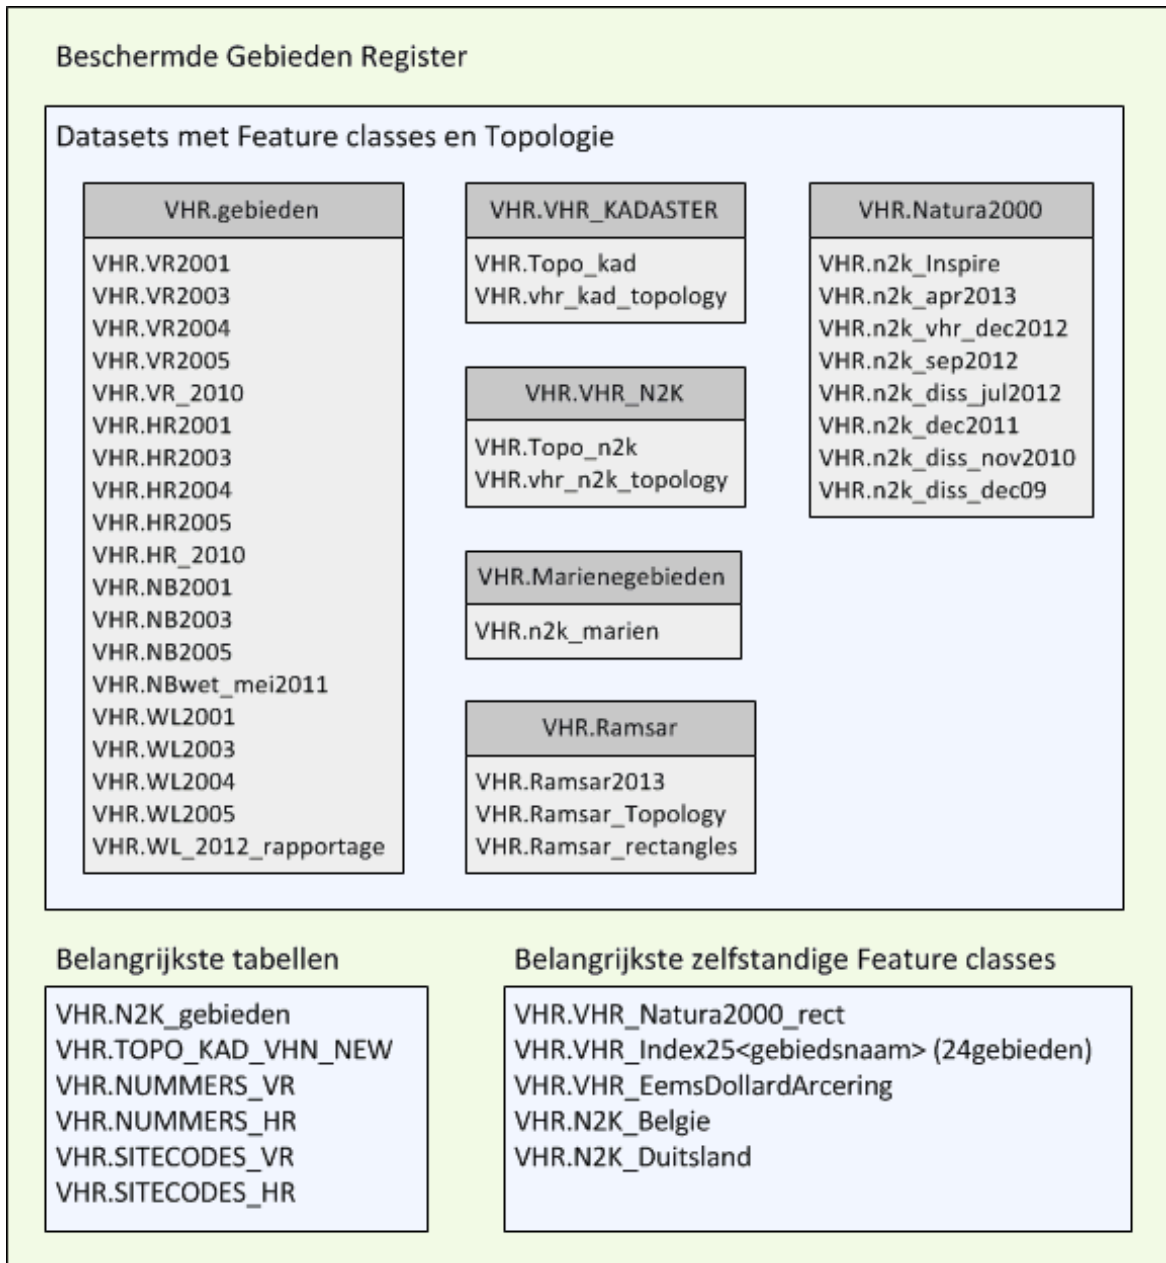 Beschermde Gebieden Register
Datasets met Feature classes en Topologie
VHR.gebieden
VHR.VR2001
VHR.VR2003
VHR.VR2004
VHR.VR2005
VHR.VR_2010
VHR.HR2001
VHR.HR2003
VHR.HR2004
VHR.HR2005
VHR.HR_2010
VHR.NB2001
VHR.NB2003
VHR.NB2005
VHR.NBwet_mei2011
VHR.WL2001
VHR.WL2003
VHR.WL2004
VHR.WL2005
VHR.WL_2012_rapportage
VHR.VHR_KADASTER
VHR.Topo_kad
VHR.vhr_kad_topology
VHR.VHR_N2K
VHR.Topo_n2k
VHR.vhr_n2k_topology
VHR.Marienegebieden
VHR.n2k_marien
VHR.Ramsar
VHR.Ramsar2013
VHR.Ramsar_Topology
VHR.Ramsar_rectangles
VHR.Natura2000
VHR.n2k_Inspire
VHR.n2k_apr2013
VHR.n2k_vhr_dec2012
VHR.n2k_sep2012
VHR.n2k_diss_jul2012
VHR.n2k_dec2011
VHR.n2k_diss_nov2010
VHR.n2k_diss_dec09
Belangrijkste tabellen
VHR.N2K_gebieden
VHR.TOPO_KAD_VHN_NEW
VHR.NUMMERS_VR
VHR.NUMMERS_HR
VHR.SITECODES_VR
VHR.SITECODES_HR
Belangrijkste zelfstandige Feature classes
VHR.VHR_Natura2000_rect
VHR.VHR_Index25<gebiedsnaam> (24gebieden)
VHR.VHR_EemsDollardArcering
VHR.N2K_Belgie
VHR.N2K_Duitsland